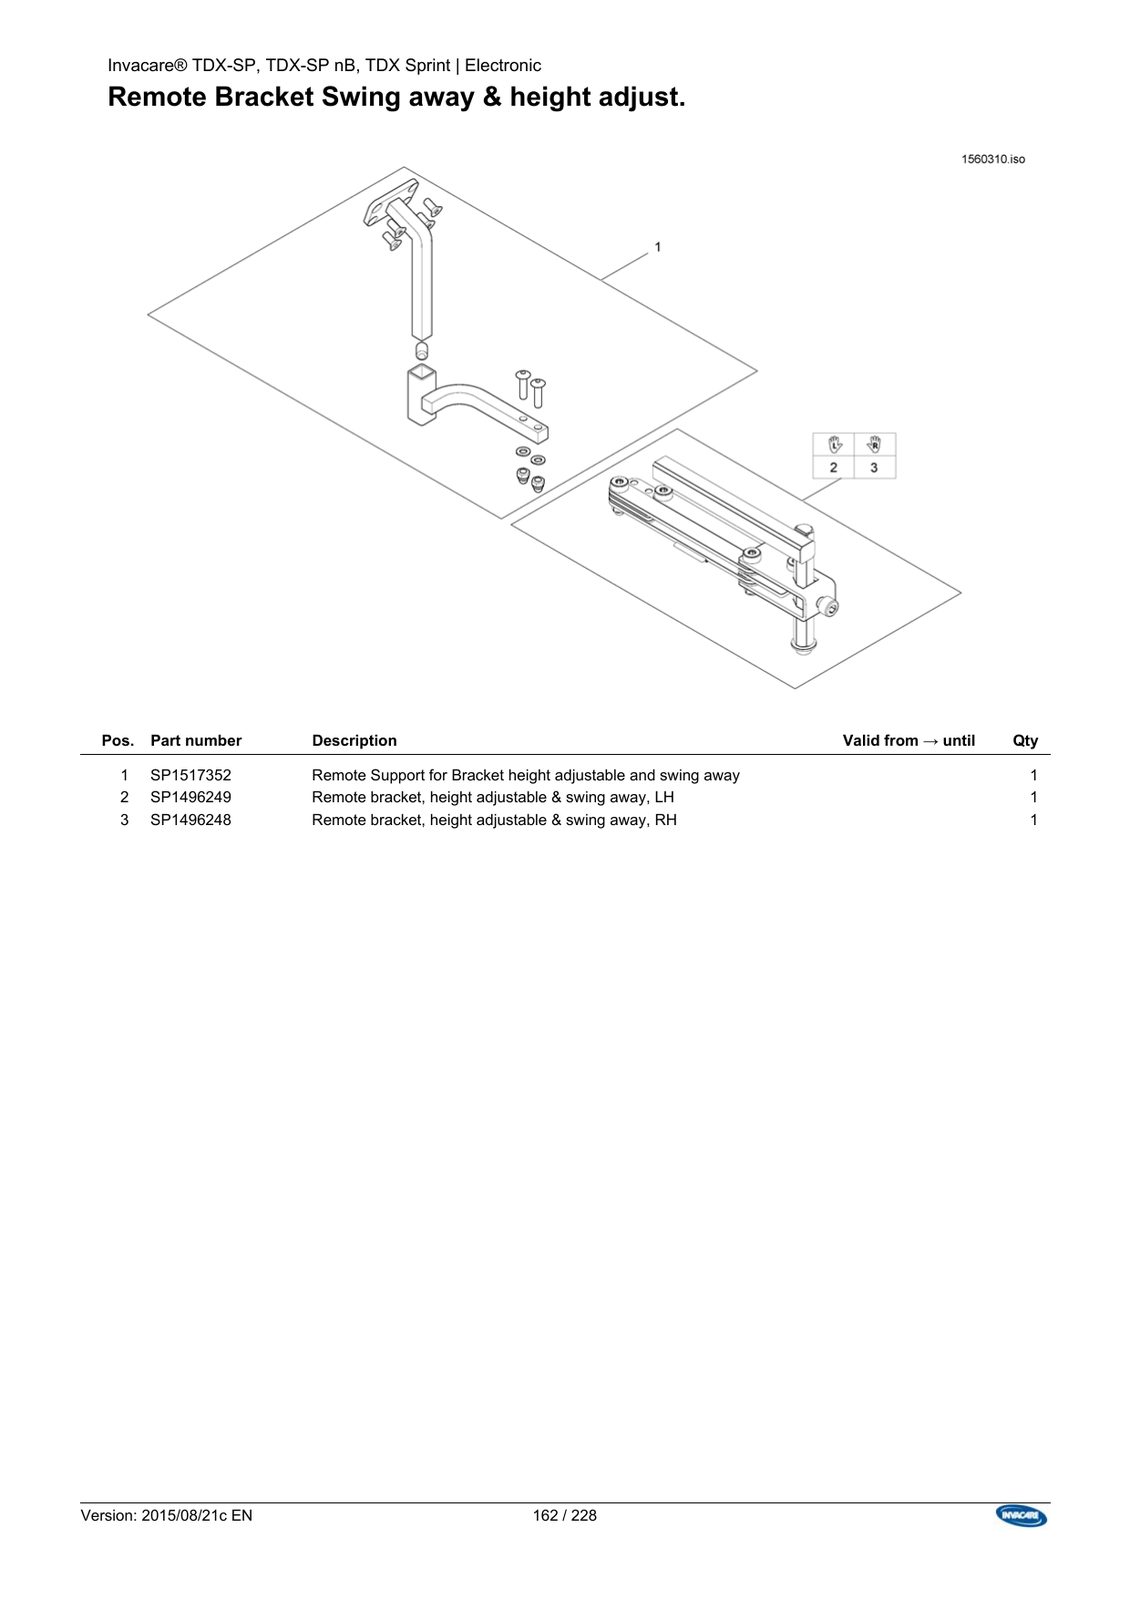 Invacare® TDX-SP, TDX-SP nB, TDX Sprint | Electronic
Remote Bracket Swing away & height adjust.
1560310.iso
1
L R
2 3
Pos. Part number Description Valid from → until Qty
1 SP1517352 Remote Support for Bracket height adjustable and swing away 1
2 SP1496249 Remote bracket, height adjustable & swing away, LH 1
3 SP1496248 Remote bracket, height adjustable & swing away, RH 1
Version: 2015/08/21c EN 162 / 228
INVACARE